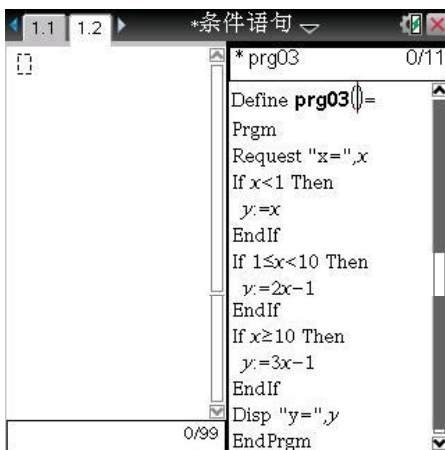 1.1 1.2 *条件语句
* prg03 0/11
Define prg03()=
Prgm
Request "x=",x
If x<1 Then
y:=x
EndIf
If 1≤x<10 Then
y:=2x−1
EndIf
If x≥10 Then
y:=3x−1
EndIf
Disp "y=",y
EndPrgm
0/99